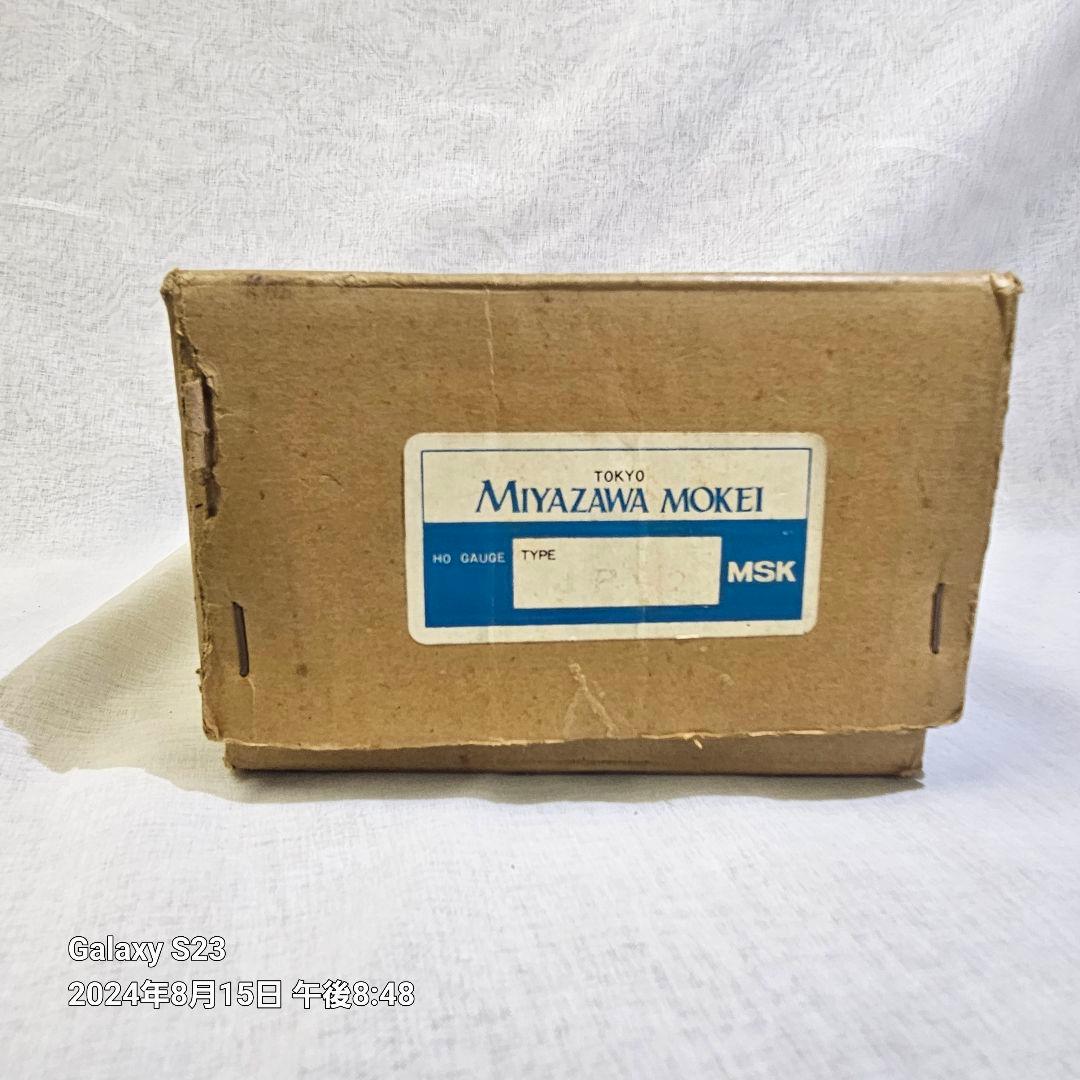 TOKYO
MIYAZAWA MOKEI
HO GAUGE
TYPE
MSK
Galaxy S23
2024年8月15日 午後8:48